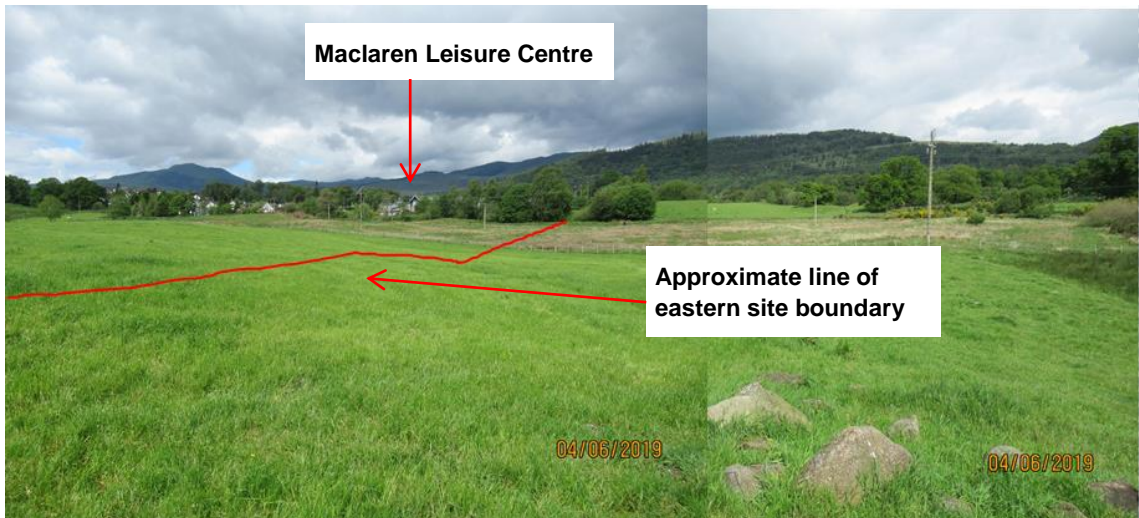 Maclaren Leisure Centre
Approximate line of
eastern site boundary
04/06/2019
04/06/2019